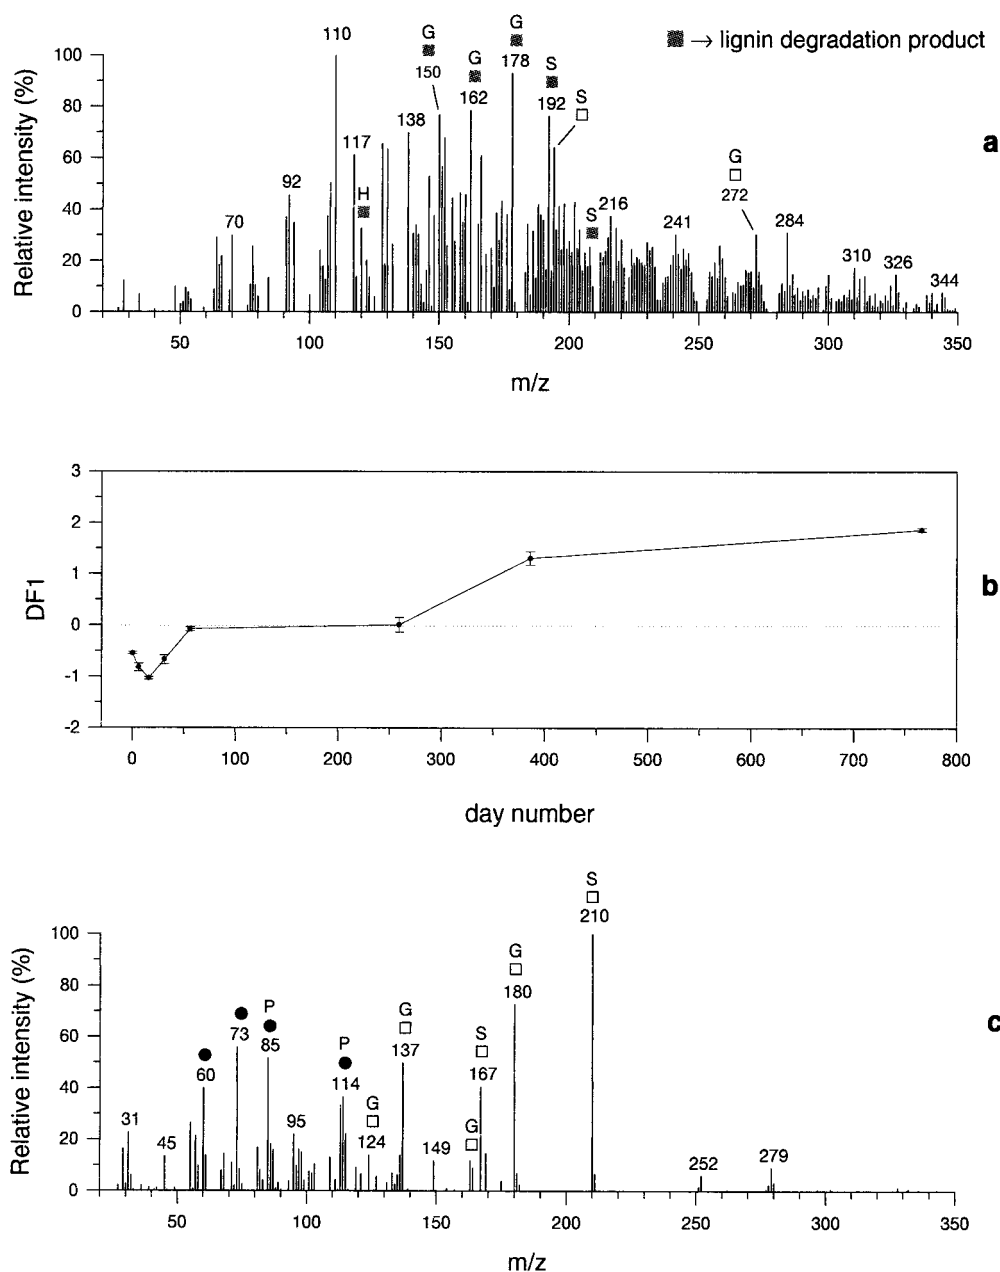 G G
■ → lignin degradation product
110 ■ G ■ S
100 150 ■ 178 ■ S
162 192 □
80 138 G
117 H □
60 92 S 272
70 ■ 216 241 284
40 310 326 344
20
0
Relative intensity (%)
a
50 100 150 200 250 300 350
m/z
3
2
1
0
-1
-2
DF1
b
0 100 200 300 400 500 600 700 800
day number
S
□
210
G
□
100 180
80 P G S
73 85 P □ □
60 60 114 G 137 167
40 95 □ G
31 45 124 149 □ 252 279
20
0
Relative intensity (%)
c
50 100 150 200 250 300 350
m/z